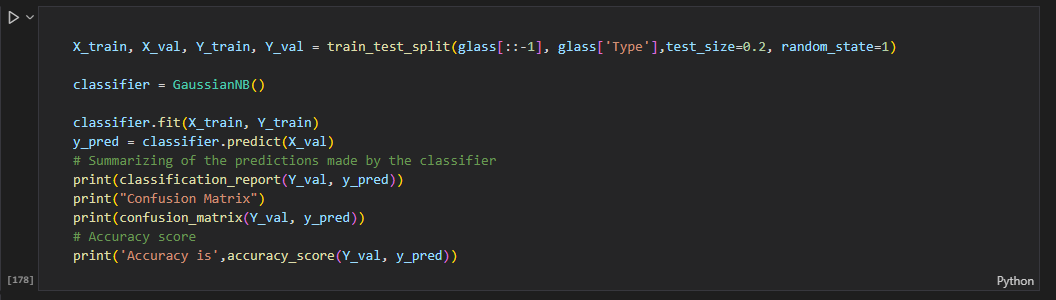 X_train, X_val, Y_train, Y_val = train_test_split(glass[::-1], glass['Type'],test_size=0.2, random_state=1)
classifier = GaussianNB()
classifier.fit(X_train, Y_train)
y_pred = classifier.predict(X_val)
# Summarizing of the predictions made by the classifier
print(classification_report(Y_val, y_pred))
print("Confusion Matrix")
print(confusion_matrix(Y_val, y_pred))
# Accuracy score
print('Accuracy is',accuracy_score(Y_val, y_pred))
[178]
Python